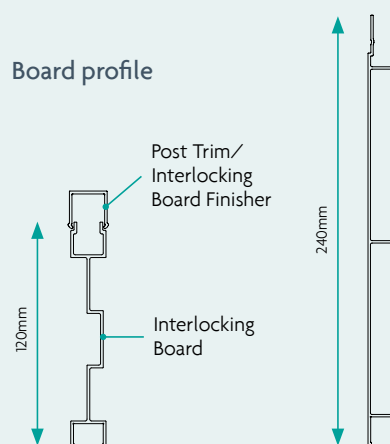 Board profile
Post Trim/
Interlocking
Board Finisher
240mm
120mm
Interlocking
Board